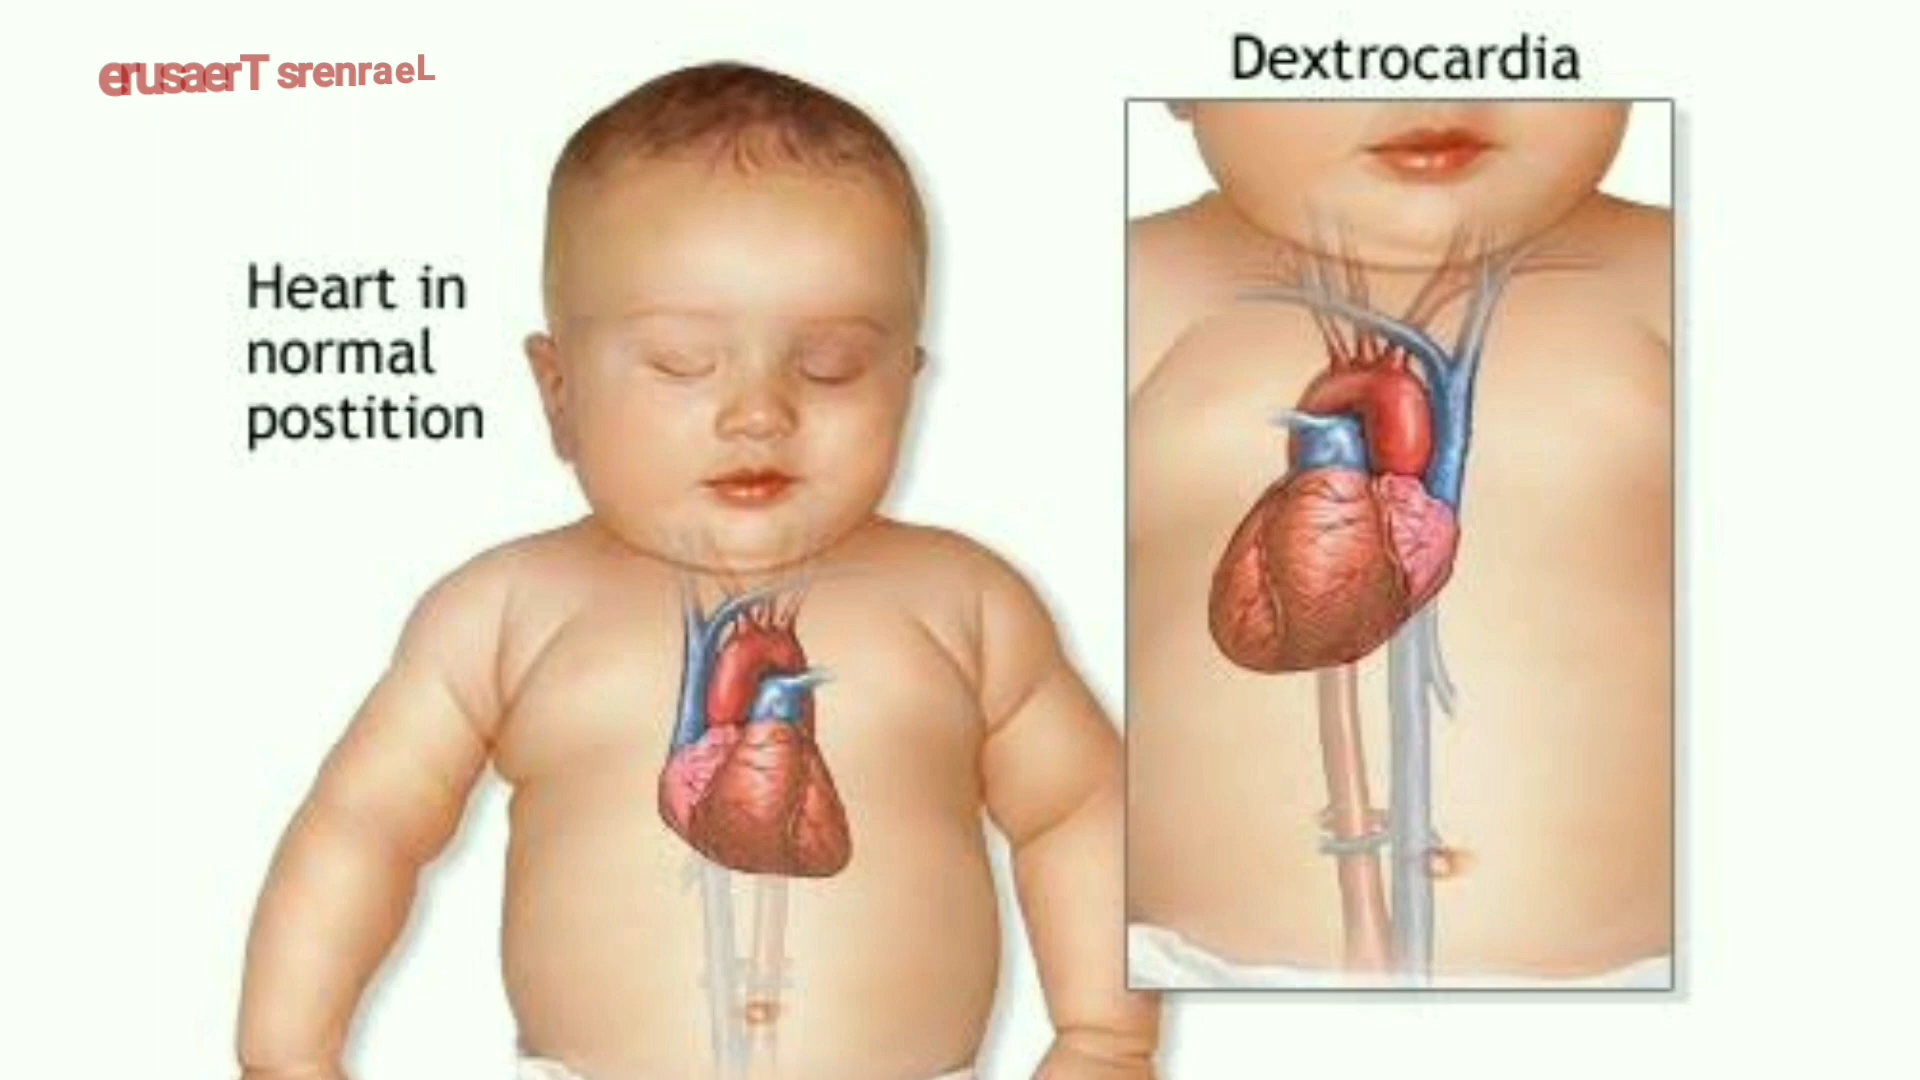 erusaerT srenraeL
Dextrocardia
Heart in
normal
postition